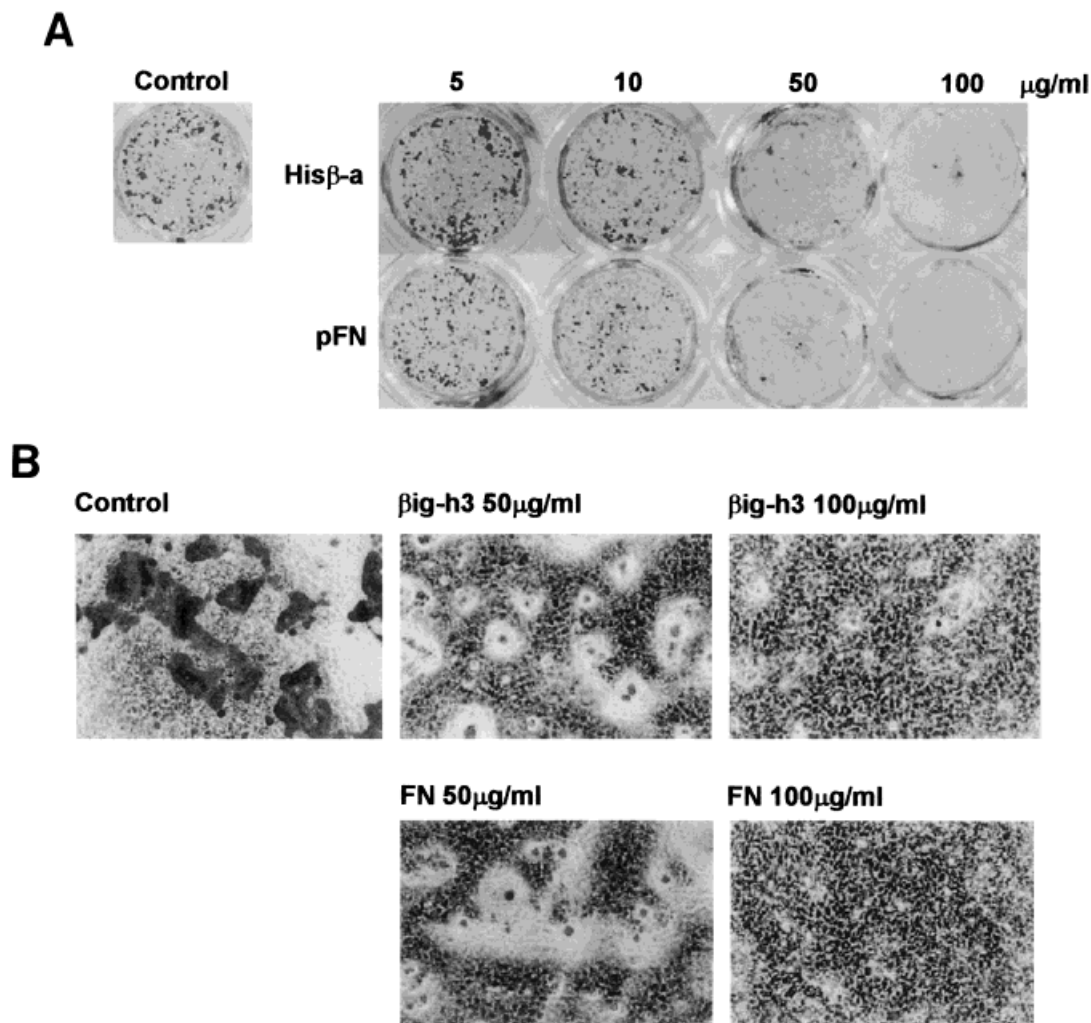 A
Control 5 10 50 100 μg/ml
Hisβ-a
pFN
B
Control βig-h3 50μg/ml βig-h3 100μg/ml
FN 50μg/ml FN 100μg/ml